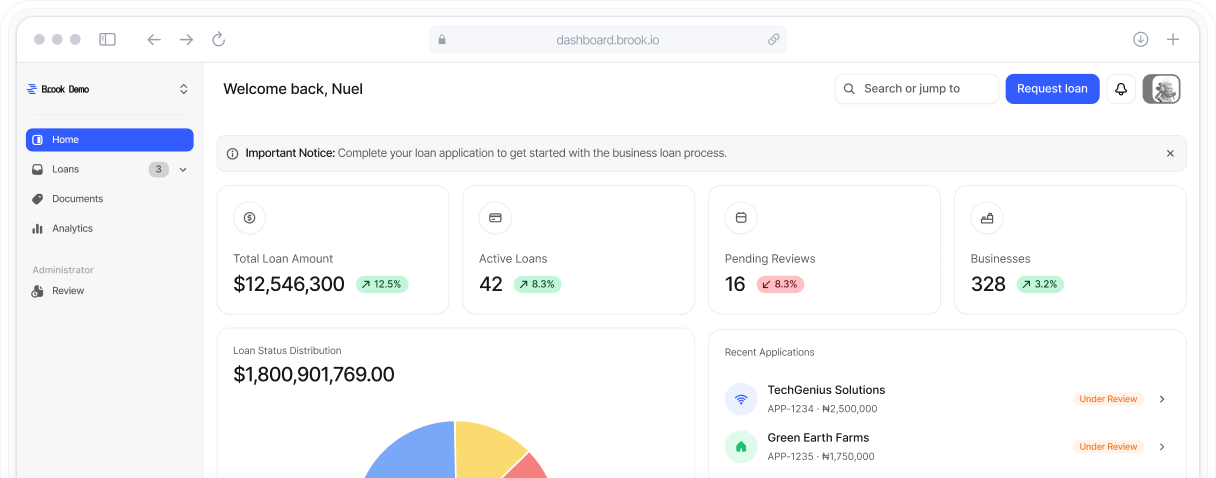 dashboard.brook.io
Brook Demo
Welcome back, Nuel
Search or jump to
Request loan
Home
Loans 3
Documents
Analytics
Administrator
Review
Important Notice: Complete your loan application to get started with the business loan process.
Total Loan Amount
$12,546,300 12.5%
Active Loans
42 8.3%
Pending Reviews
16 8.3%
Businesses
328 3.2%
Loan Status Distribution
$1,800,901,769.00
Recent Applications
TechGenius Solutions
APP-1234 · ₦2,500,000
Under Review
Green Earth Farms
APP-1235 · ₦1,750,000
Under Review